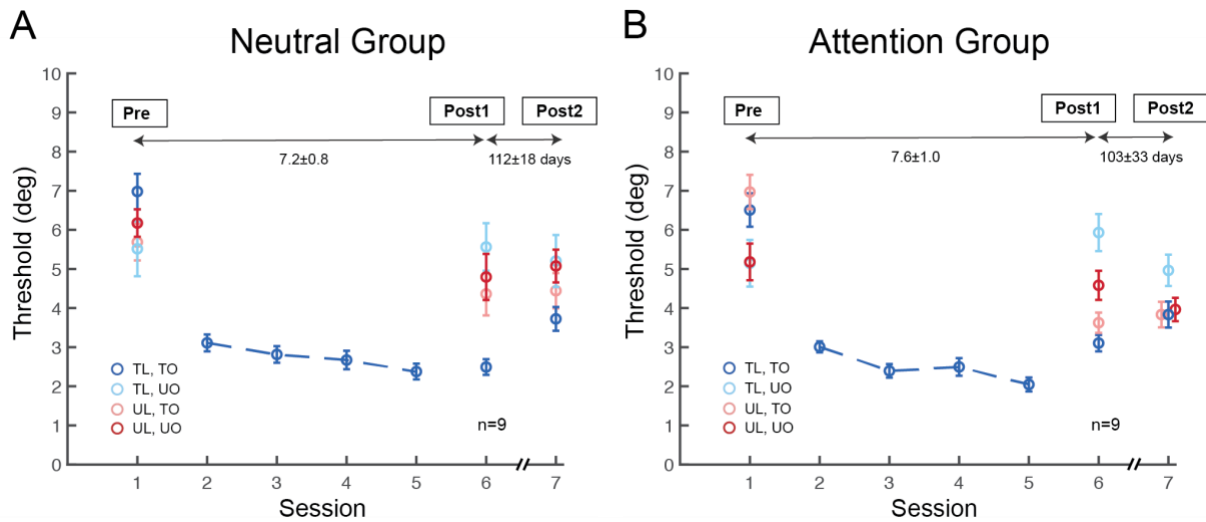 A
Neutral Group
Threshold (deg)
10
9
8
7
6
5
4
3
2
1
0
Pre
Post1
Post2
7.2±0.8
112±18 days
TL, TO
TL, UO
UL, TO
UL, UO
n=9
1 2 3 4 5 6 7
Session
B
Attention Group
Threshold (deg)
10
9
8
7
6
5
4
3
2
1
0
Pre
Post1
Post2
7.6±1.0
103±33 days
TL, TO
TL, UO
UL, TO
UL, UO
n=9
1 2 3 4 5 6 7
Session